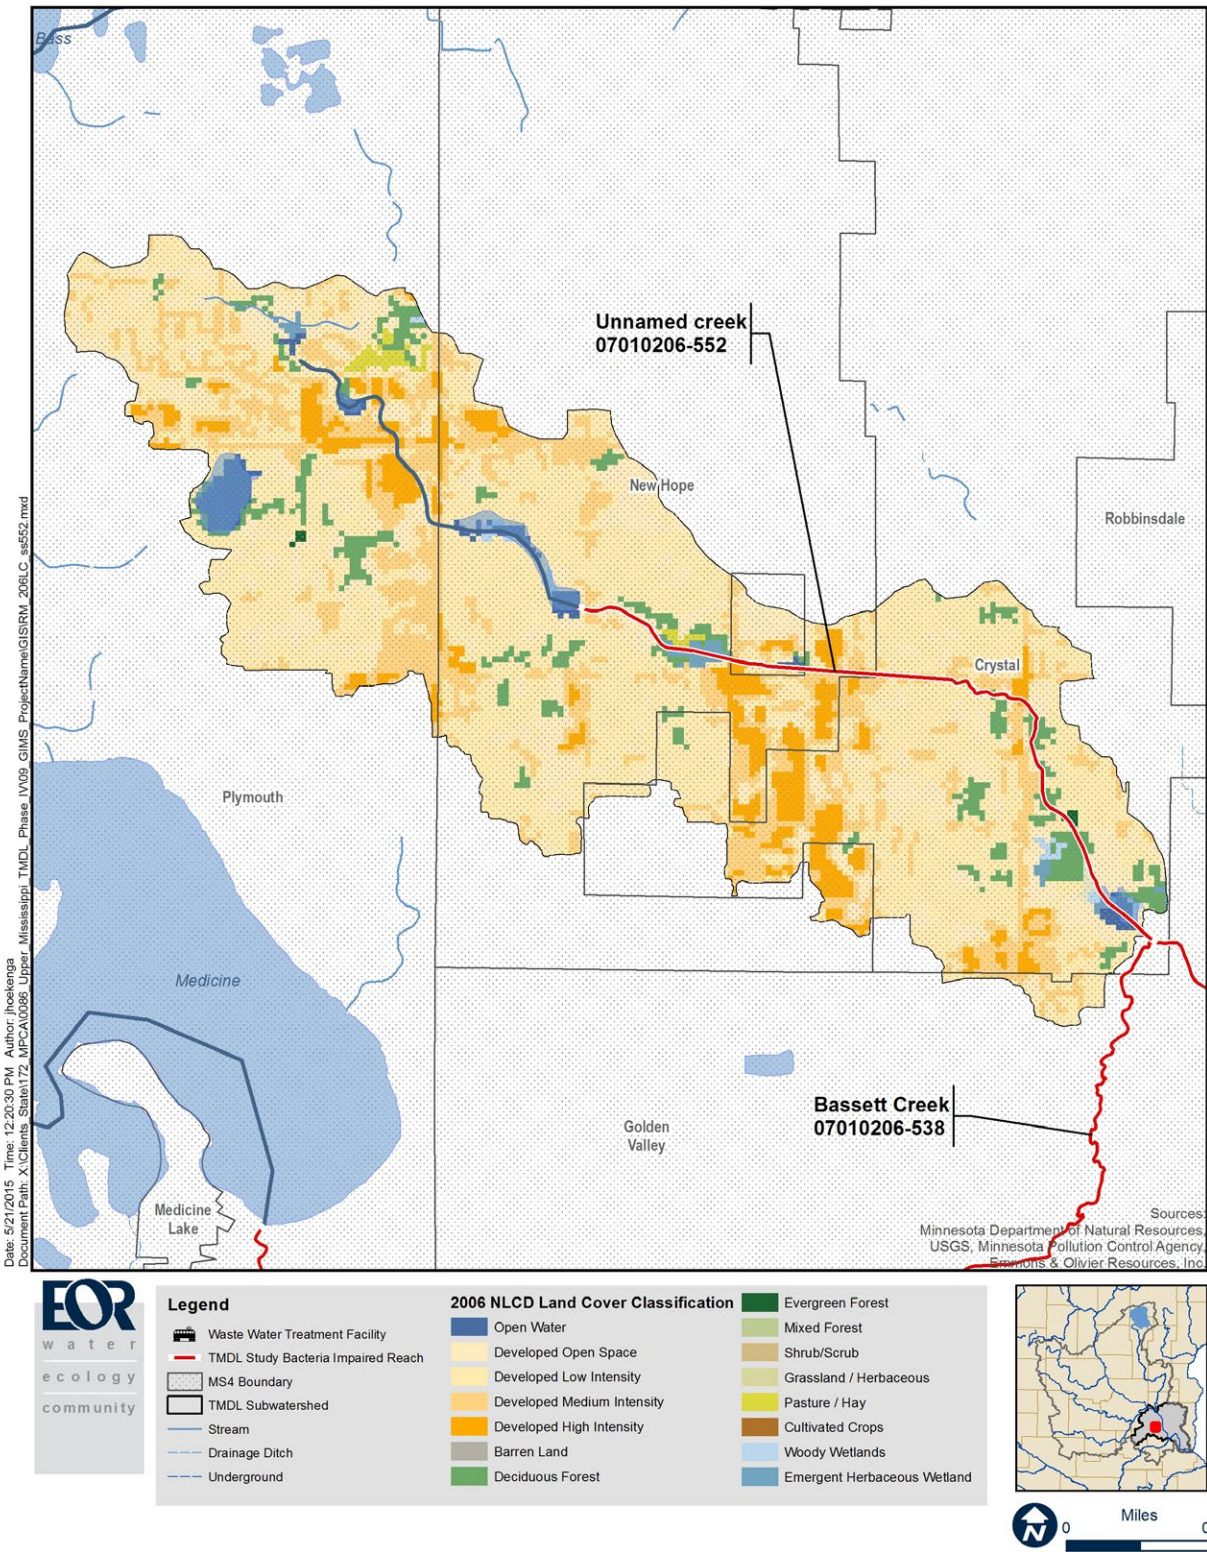 Bass
Unnamed creek
07010206-552
New Hope
Robbinsdale
Crystal
Plymouth
Medicine
Bassett Creek
07010206-538
Golden
Valley
Medicine
Lake
Sources:
Minnesota Department of Natural Resources,
USGS, Minnesota Pollution Control Agency,
Emmons & Olivier Resources, Inc.
Date: 5/21/2015 Time: 12:20:30 PM Author: jhoekenga
Document Path: X:\Clients_State\172_MPCA\0086_Upper_Mississippi_TMDL_Phase_IV\09_GIMS_ProjectName\GIS\RM_206LC_ss552.mxd
EOR
water
ecology
community
Legend
Waste Water Treatment Facility
TMDL Study Bacteria Impaired Reach
MS4 Boundary
TMDL Subwatershed
Stream
Drainage Ditch
Underground
2006 NLCD Land Cover Classification
Open Water
Developed Open Space
Developed Low Intensity
Developed Medium Intensity
Developed High Intensity
Barren Land
Deciduous Forest
Evergreen Forest
Mixed Forest
Shrub/Scrub
Grassland / Herbaceous
Pasture / Hay
Cultivated Crops
Woody Wetlands
Emergent Herbaceous Wetland
N
Miles
0 0